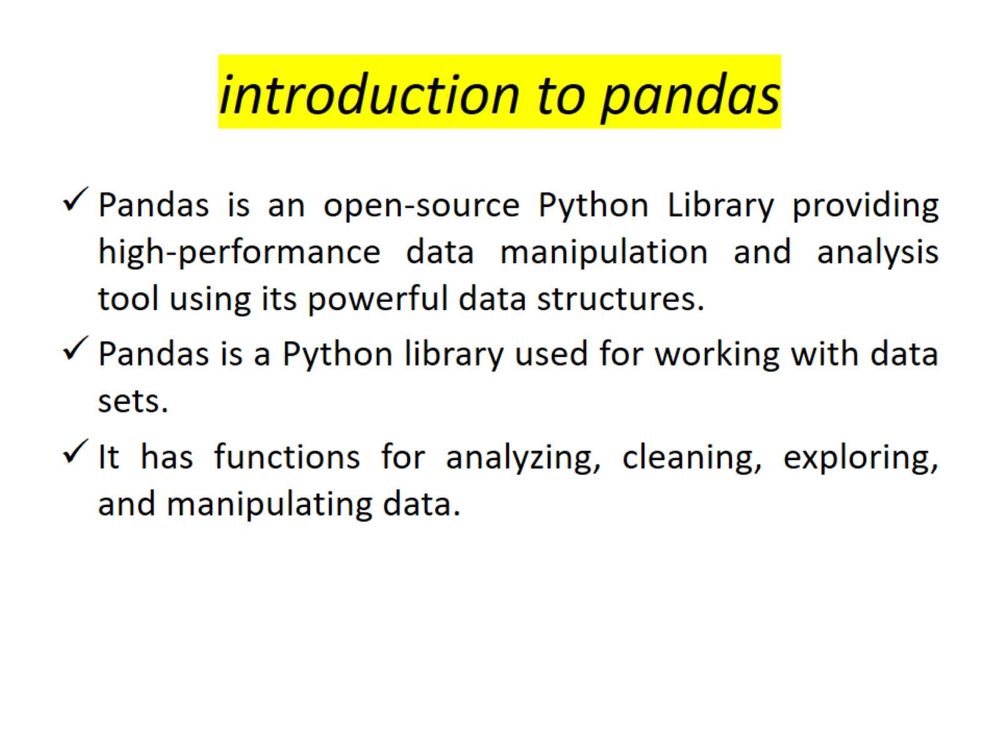 introduction to pandas
✓ Pandas is an open-source Python Library providing
high-performance data manipulation and analysis
tool using its powerful data structures.
✓ Pandas is a Python library used for working with data
sets.
✓ It has functions for analyzing, cleaning, exploring,
and manipulating data.